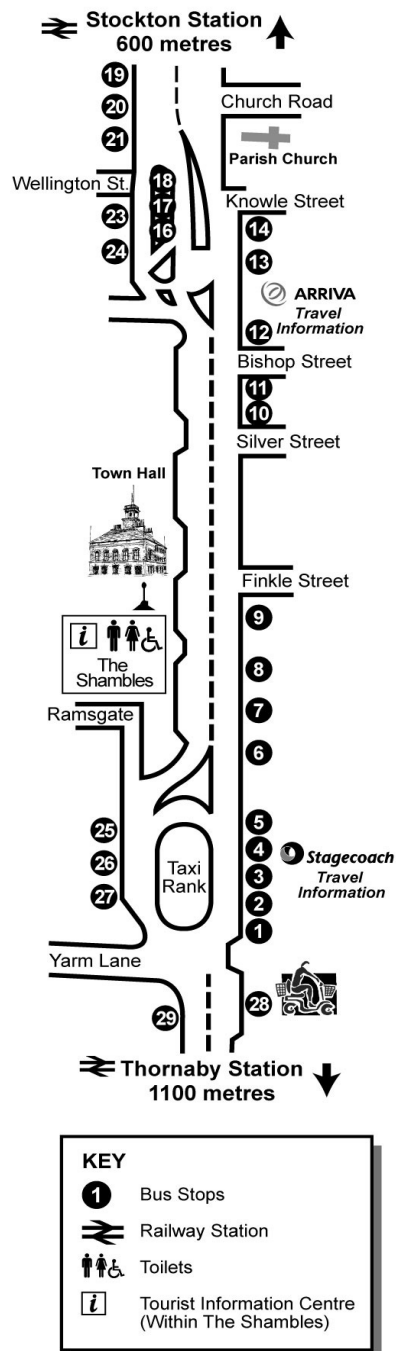 Stockton Station
600 metres
19
20
21
Church Road
Parish Church
Wellington St.
18
17
16
Knowle Street
23
24
14
13
ARRIVA
Travel
Information
12
Bishop Street
11
10
Silver Street
Town Hall
Finkle Street
9
i
The
Shambles
8
7
Ramsgate
6
25
26
27
Taxi
Rank
5
4
3
2
1
Stagecoach
Travel
Information
Yarm Lane
29
28
Thornaby Station
1100 metres
KEY
1 Bus Stops
Railway Station
Toilets
i Tourist Information Centre
(Within The Shambles)